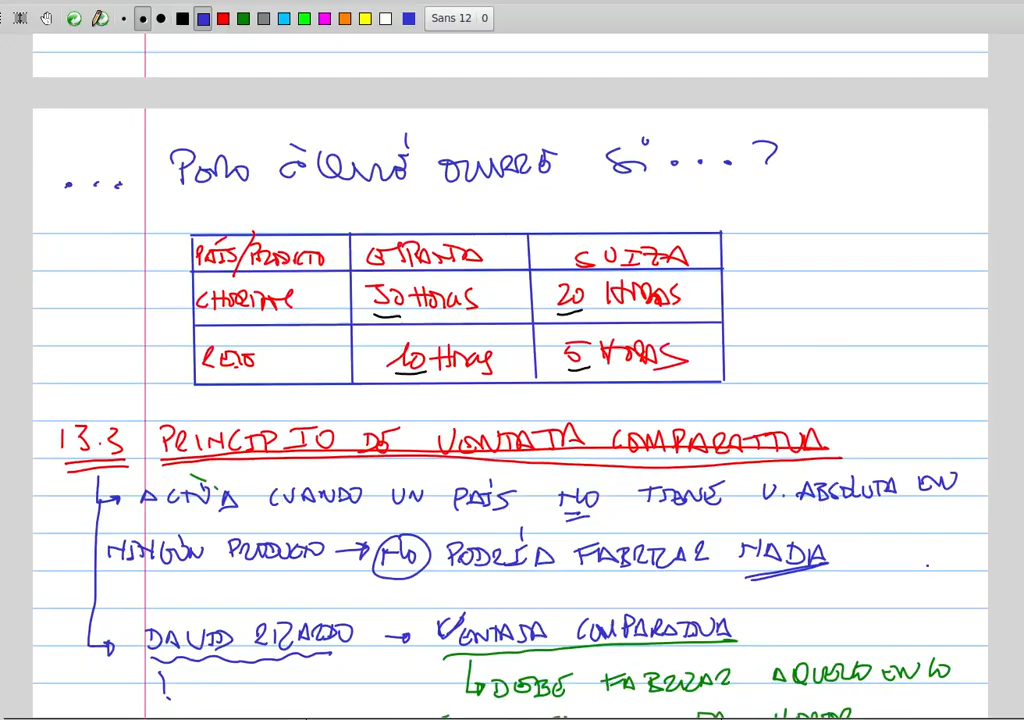 Sans 12 0
... Pero ¿Qué ocurre si...?
PAÍS/PRODUCTO ESPAÑA SUIZA
CHORIZO 30 HORAS 20 HORAS
RELOJ 10 HORAS 5 HORAS
13.3 PRINCIPIO DE VENTAJA COMPARATIVA
CUANDO UN PAÍS NO TIENE V. ABSOLUTA EN
NINGÚN PRODUCTO → NO PODRÍA FABRICAR NADA
DAVID RICARDO → VENTAJA COMPARATIVA
DEBE FABRICAR AQUELLO EN LO